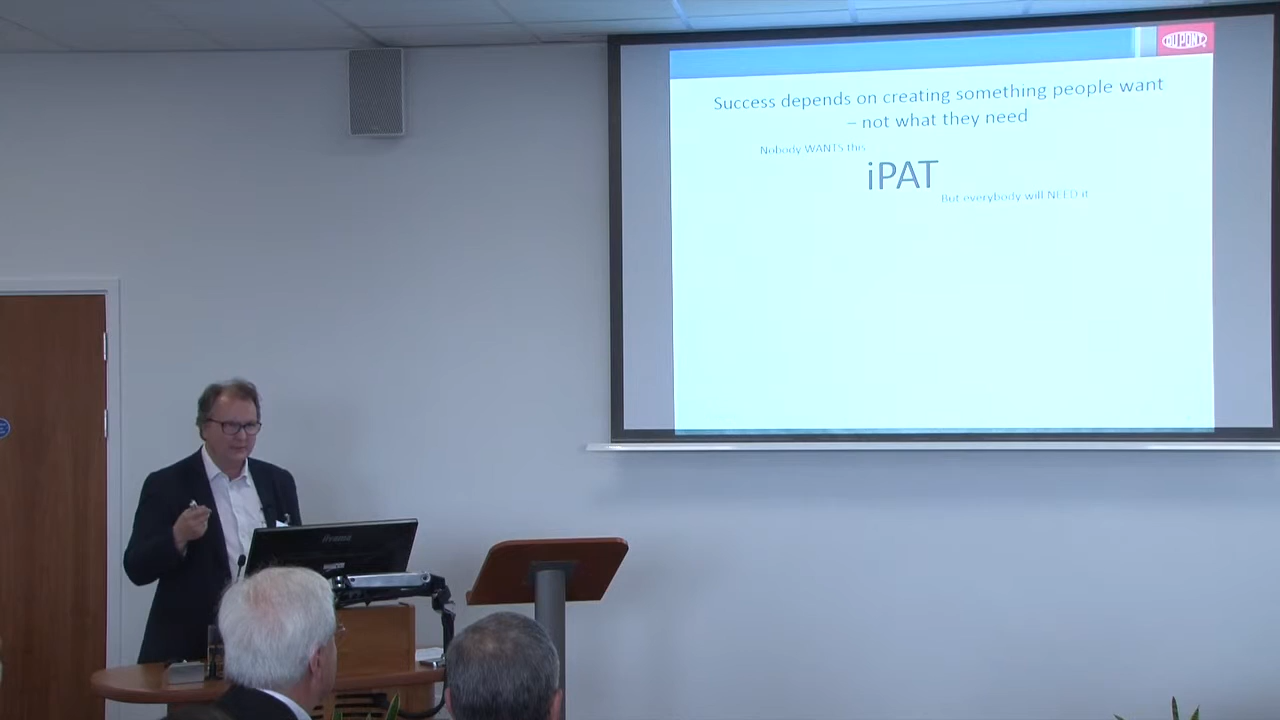 DUPONT
Success depends on creating something people want
– not what they need
Nobody WANTS this
iPAT
But everybody will NEED it
iiyama